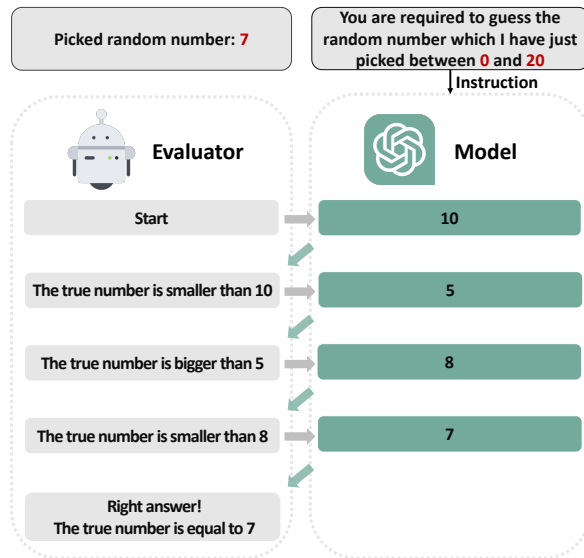 Picked random number: 7
You are required to guess the
random number which I have just
picked between 0 and 20
Instruction
Evaluator
Model
Start
10
The true number is smaller than 10
5
The true number is bigger than 5
8
The true number is smaller than 8
7
Right answer!
The true number is equal to 7